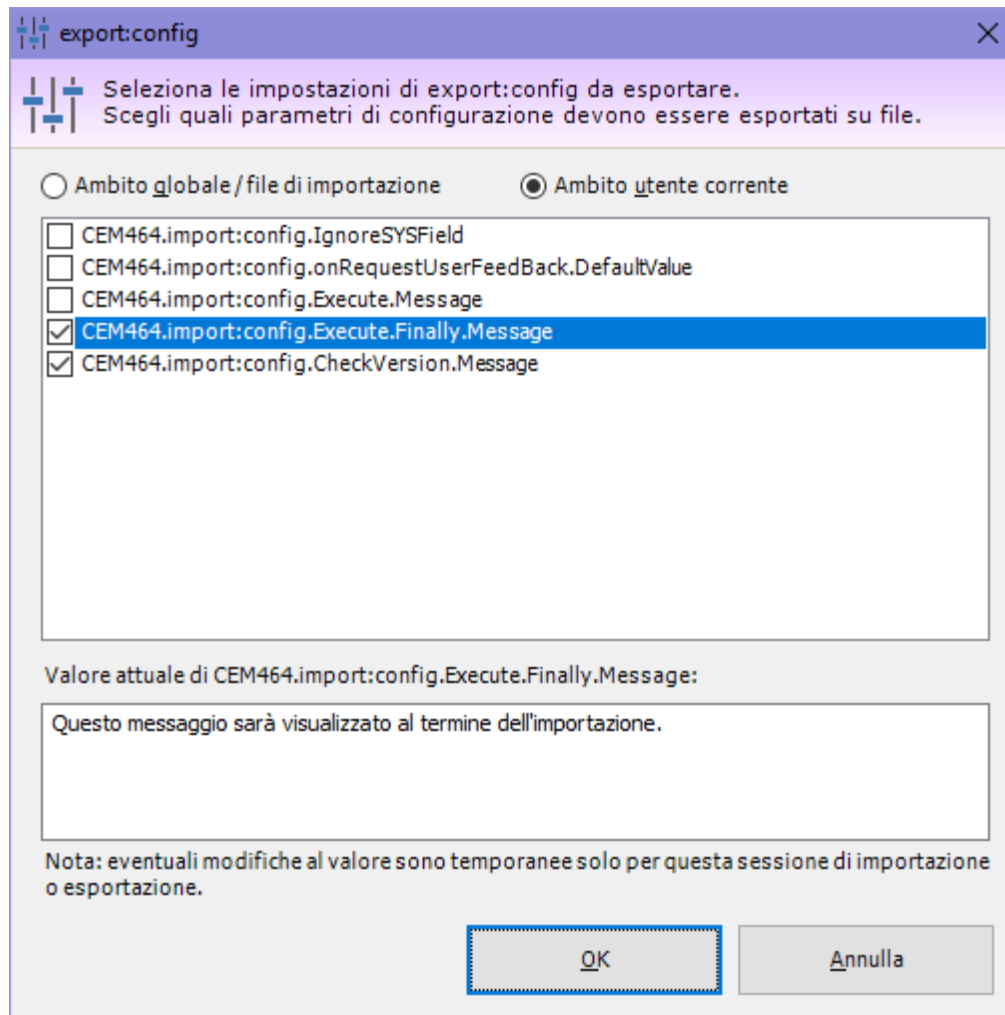 export:config
Seleziona le impostazioni di export:config da esportare.
Scegli quali parametri di configurazione devono essere esportati su file.
Ambito globale / file di importazione Ambito utente corrente
CEM464.import:config.IgnoreSYSField
CEM464.import:config.onRequestUserFeedBack.DefaultValue
CEM464.import:config.Execute.Message
CEM464.import:config.Execute.Finally.Message
CEM464.import:config.CheckVersion.Message
Valore attuale di CEM464.import:config.Execute.Finally.Message:
Questo messaggio sarà visualizzato al termine dell'importazione.
Nota: eventuali modifiche al valore sono temporanee solo per questa sessione di importazione
o esportazione.
OK Annulla